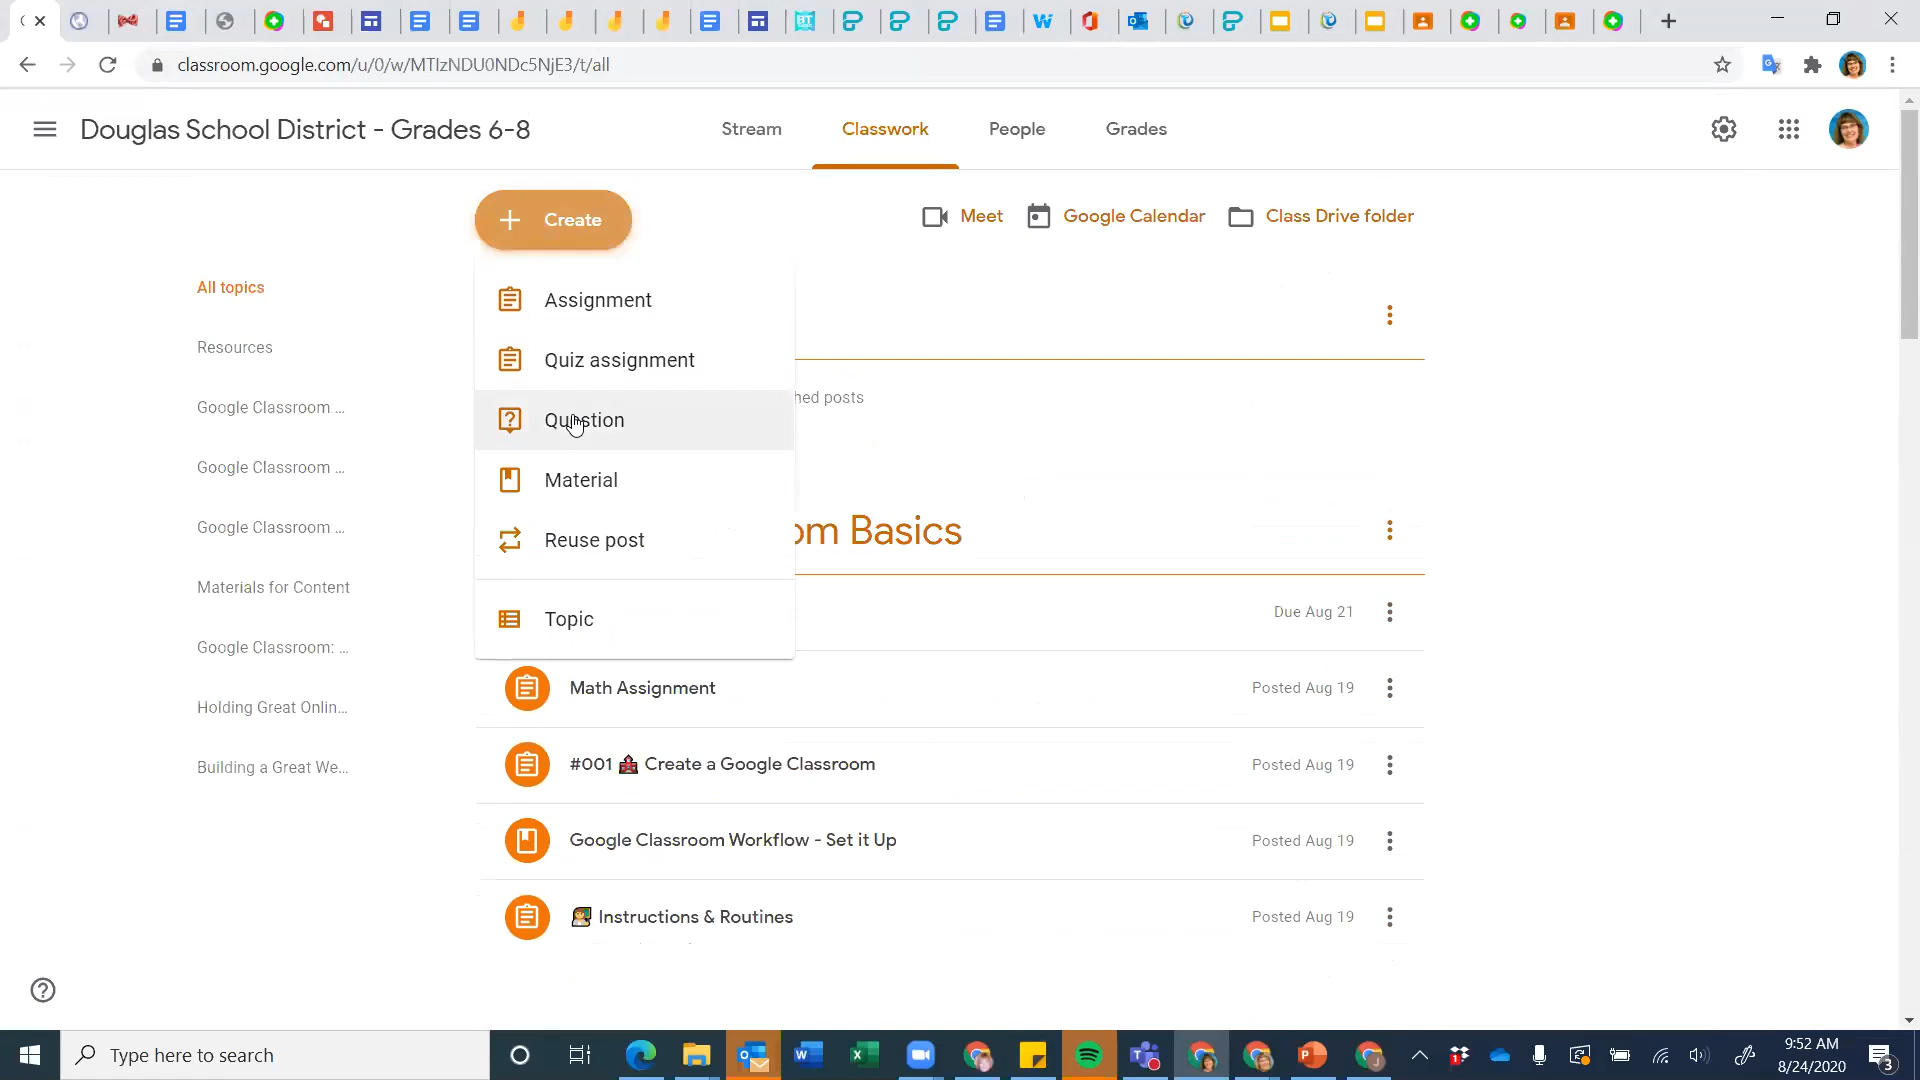 classroom.google.com/u/0/w/MTIzNDU0NDc5NjE3/t/all
Douglas School District - Grades 6-8
Stream
Classwork
People
Grades
Create
Meet
Google Calendar
Class Drive folder
All topics
Resources
Google Classroom ...
Google Classroom ...
Google Classroom ...
Materials for Content
Google Classroom: ...
Holding Great Onlin...
Building a Great We...
Assignment
Quiz assignment
Question
Material
Reuse post
Topic
hed posts
om Basics
Due Aug 21
Math Assignment
Posted Aug 19
#001 Create a Google Classroom
Posted Aug 19
Google Classroom Workflow - Set it Up
Posted Aug 19
Instructions & Routines
Posted Aug 19
Type here to search
9:52 AM
8/24/2020
3